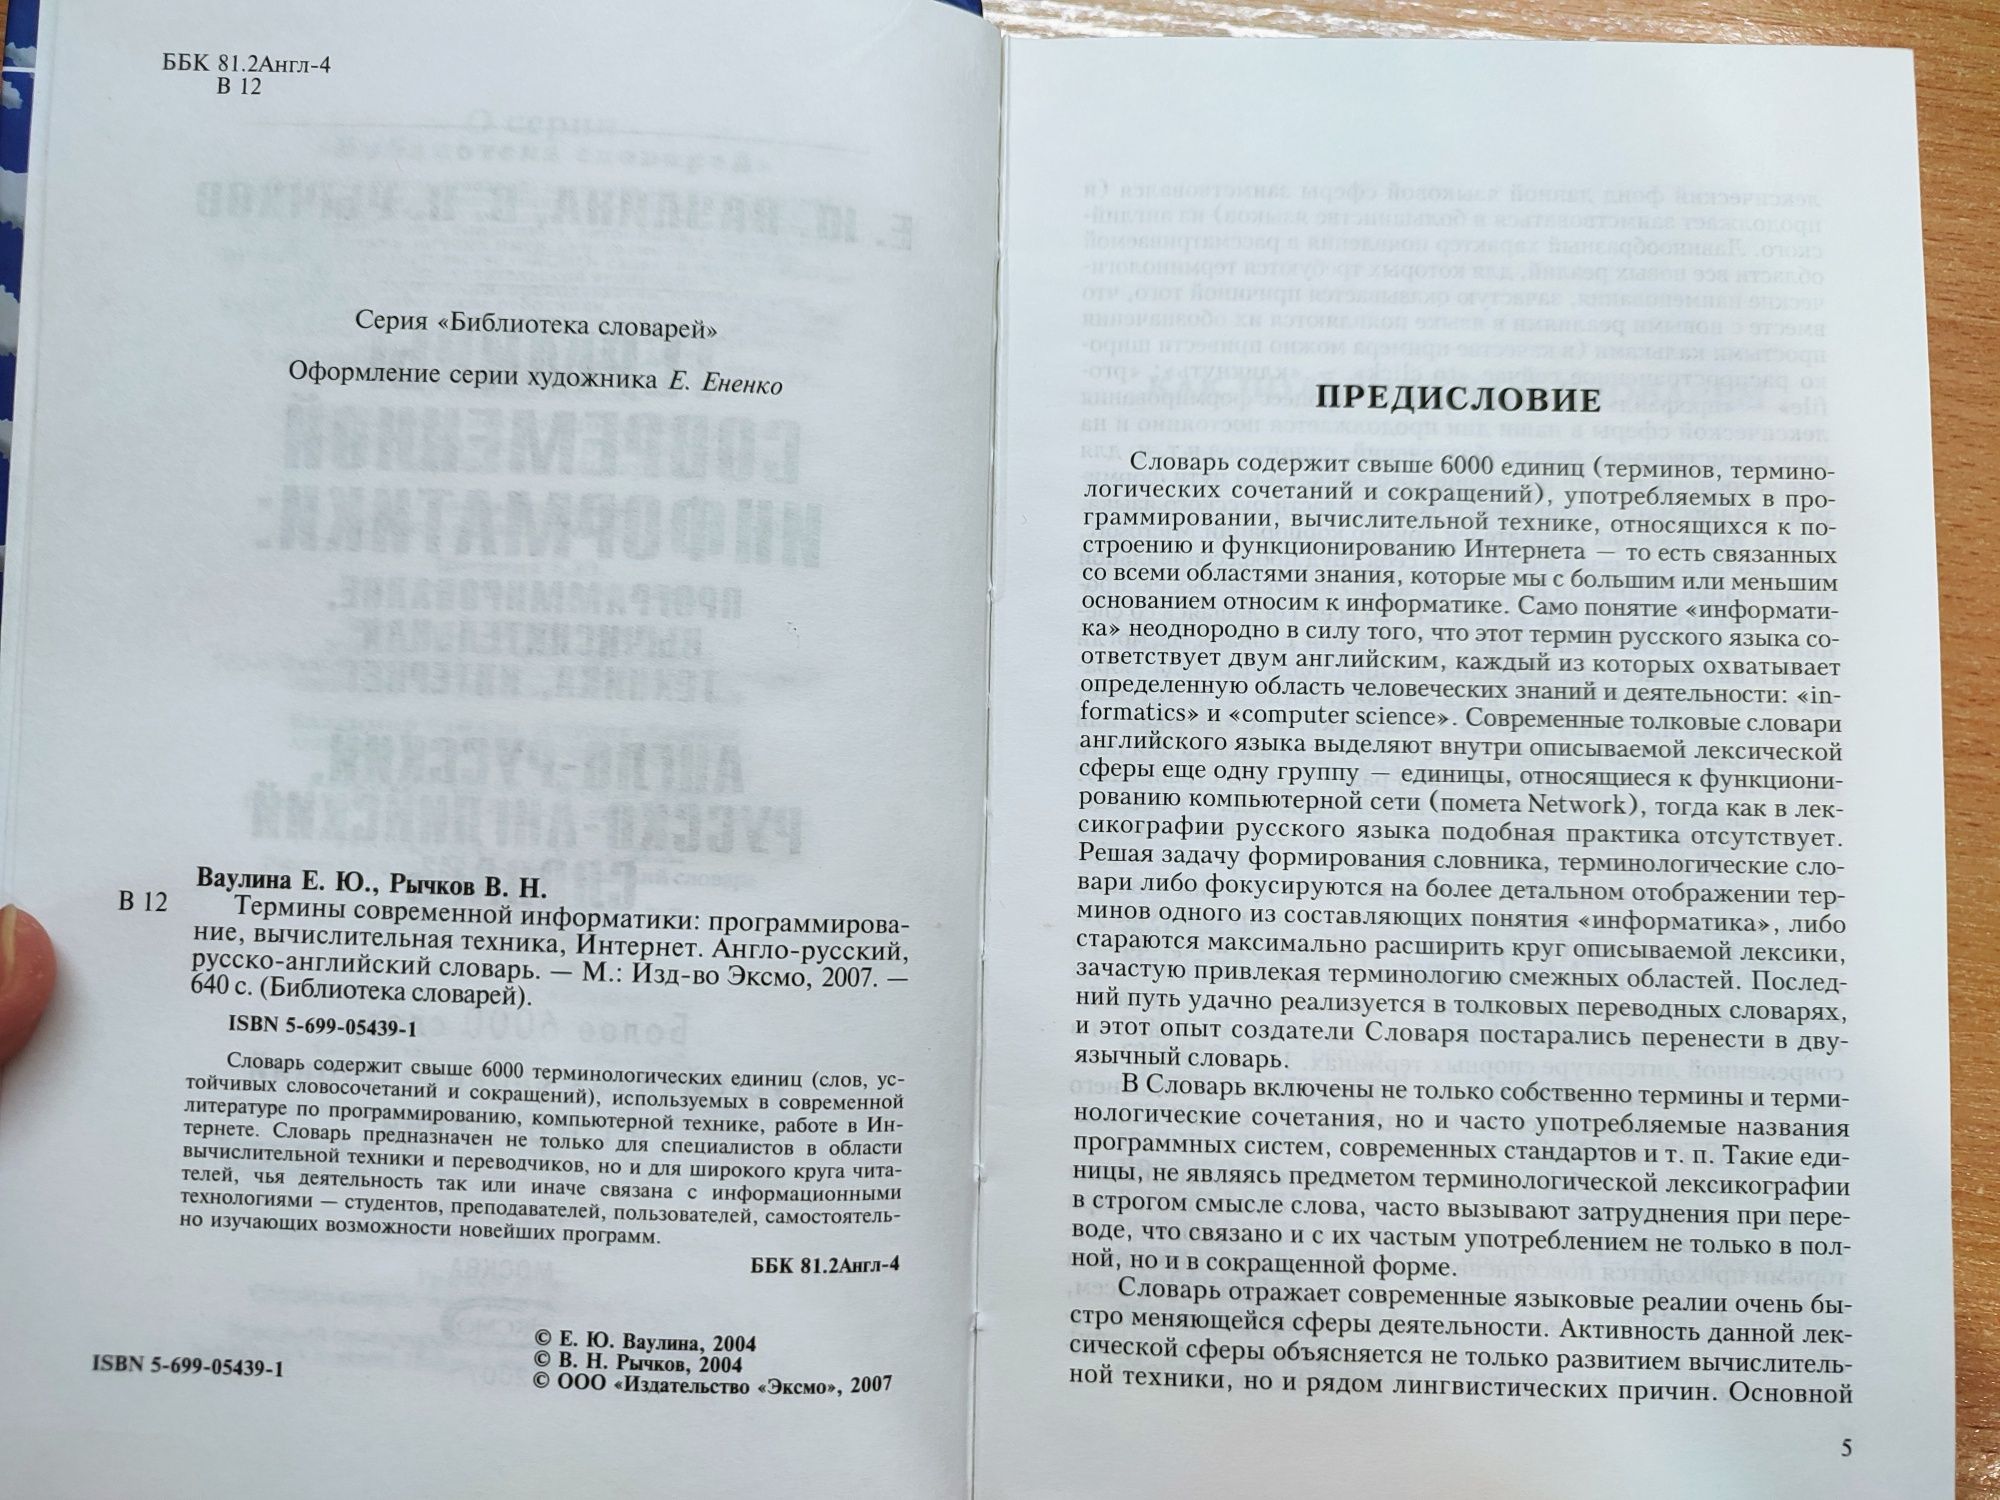 ББК 81.2Англ-4
В 12
Серия «Библиотека словарей»
Оформление серии художника Е. Ененко
Ваулина Е. Ю., Рычков В. Н.
В 12 Термины современной информатики: программирова-
ние, вычислительная техника, Интернет. Англо-русский,
русско-английский словарь. — М.: Изд-во Эксмо, 2007. —
640 с. (Библиотека словарей).
ISBN 5-699-05439-1
Словарь содержит свыше 6000 терминологических единиц (слов, ус-
тойчивых словосочетаний и сокращений), используемых в современной
литературе по программированию, компьютерной технике, работе в Ин-
тернете. Словарь предназначен не только для специалистов в области
вычислительной техники и переводчиков, но и для широкого круга чита-
телей, чья деятельность так или иначе связана с информационными
технологиями — студентов, преподавателей, пользователей, самостоятель-
но изучающих возможности новейших программ.
ББК 81.2Англ-4
© Е. Ю. Ваулина, 2004
© В. Н. Рычков, 2004
ISBN 5-699-05439-1
© ООО «Издательство «Эксмо», 2007
ПРЕДИСЛОВИЕ
Словарь содержит свыше 6000 единиц (терминов, термино-
логических сочетаний и сокращений), употребляемых в про-
граммировании, вычислительной технике, относящихся к по-
строению и функционированию Интернета — то есть связанных
со всеми областями знания, которые мы с большим или меньшим
основанием относим к информатике. Само понятие «информати-
ка» неоднородно в силу того, что этот термин русского языка со-
ответствует двум английским, каждый из которых охватывает
определенную область человеческих знаний и деятельности: «in-
formatics» и «computer science». Современные толковые словари
английского языка выделяют внутри описываемой лексической
сферы еще одну группу — единицы, относящиеся к функциони-
рованию компьютерной сети (помета Network), тогда как в лек-
сикографии русского языка подобная практика отсутствует.
Решая задачу формирования словника, терминологические сло-
вари либо фокусируются на более детальном отображении тер-
минов одного из составляющих понятия «информатика», либо
стараются максимально расширить круг описываемой лексики,
зачастую привлекая терминологию смежных областей. Послед-
ний путь удачно реализуется в толковых переводных словарях,
и этот опыт создатели Словаря постарались перенести в дву-
язычный словарь.
В Словарь включены не только собственно термины и терми-
нологические сочетания, но и часто употребляемые названия
программных систем, современных стандартов и т. п. Такие еди-
ницы, не являясь предметом терминологической лексикографии
в строгом смысле слова, часто вызывают затруднения при пере-
воде, что связано и с их частым употреблением не только в пол-
ной, но и в сокращенной форме.
Словарь отражает современные языковые реалии очень бы-
стро меняющейся сферы деятельности. Активность данной лек-
сической сферы объясняется не только развитием вычислитель-
ной техники, но и рядом лингвистических причин. Основной
5